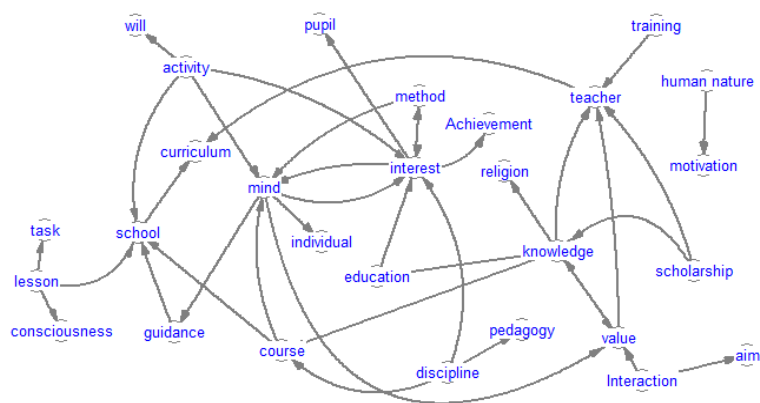 will
pupil
training
activity
human nature
method
teacher
Achievement
curriculum
interest
religion
motivation
mind
task
school
individual
knowledge
lesson
education
scholarship
consciousness
guidance
pedagogy
value
course
discipline
aim
Interaction